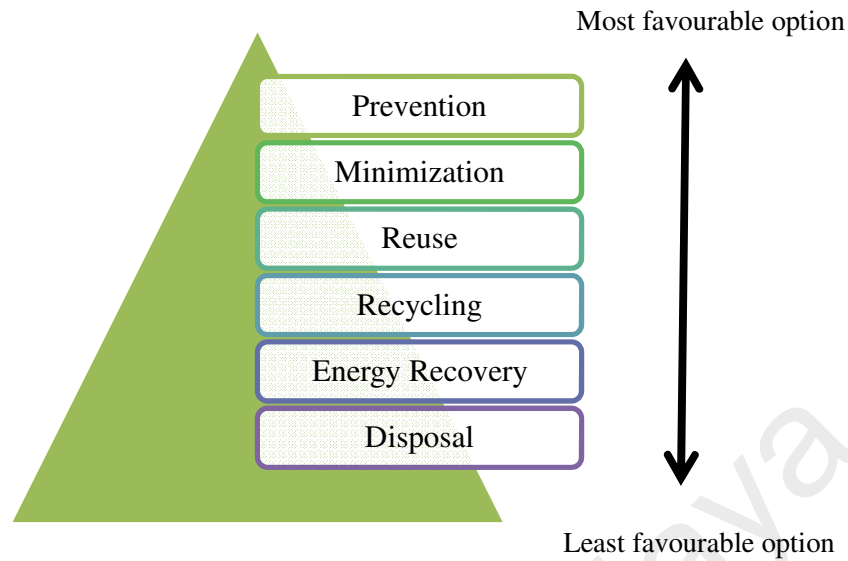 Most favourable option
Prevention
Minimization
Reuse
Recycling
Energy Recovery
Disposal
Least favourable option